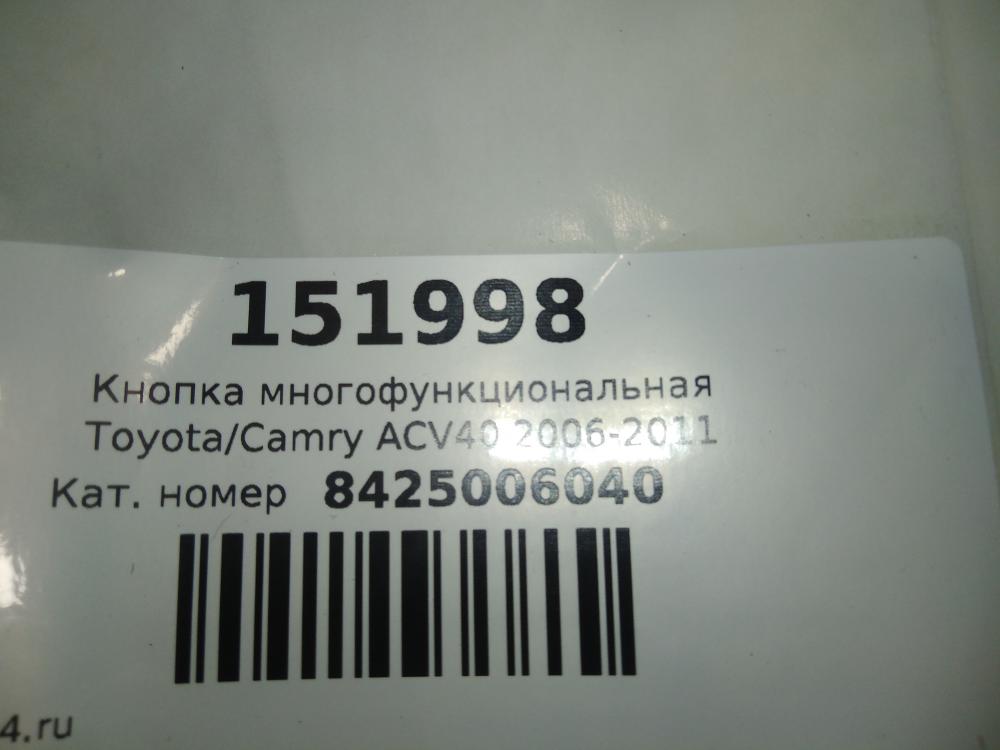 151998
Кнопка многофункциональная
Toyota/Camry ACV40 2006-2011
Кат. номер 8425006040
4.ru